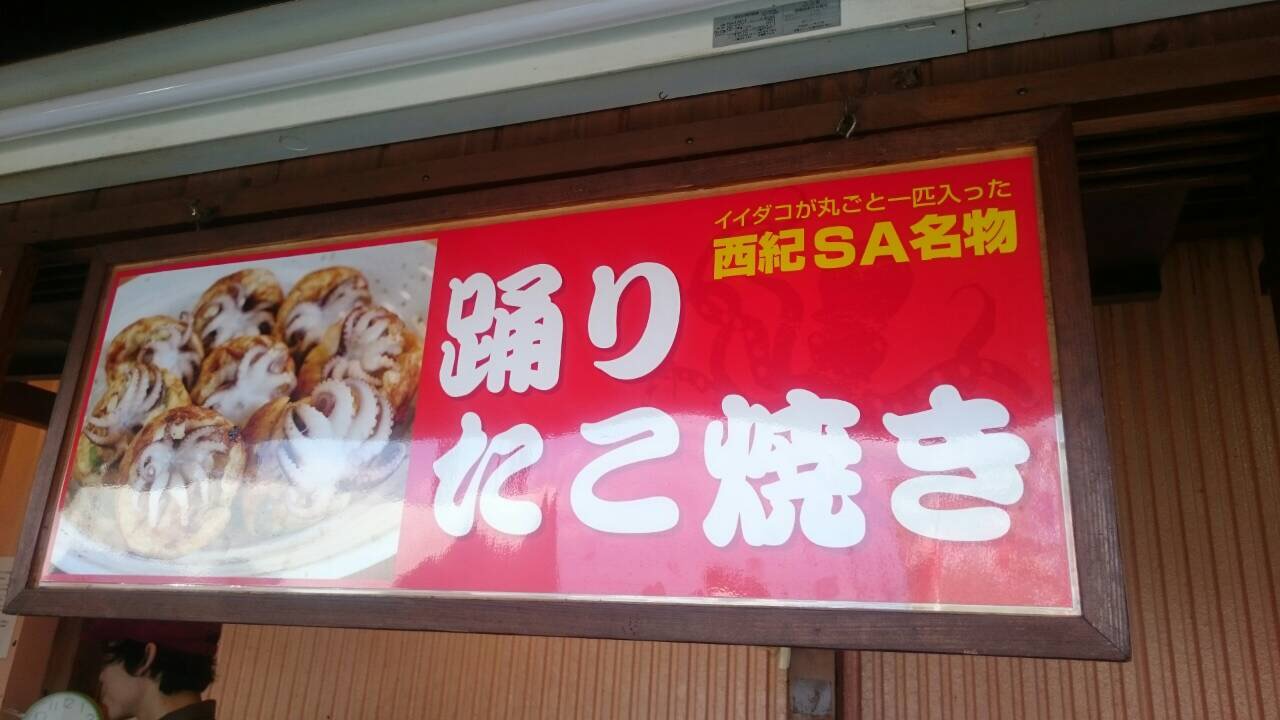 イイダコが丸ごと一匹入った
西紀SA名物
踊り
たこ焼き